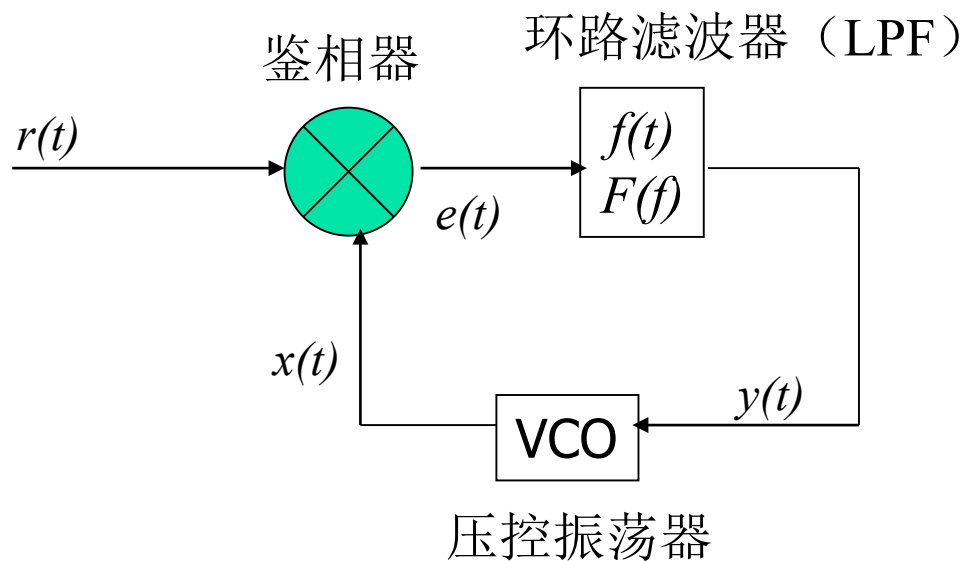 环路滤波器（LPF）
鉴相器
r(t)
f(t)
F(f)
e(t)
x(t)
y(t)
VCO
压控振荡器